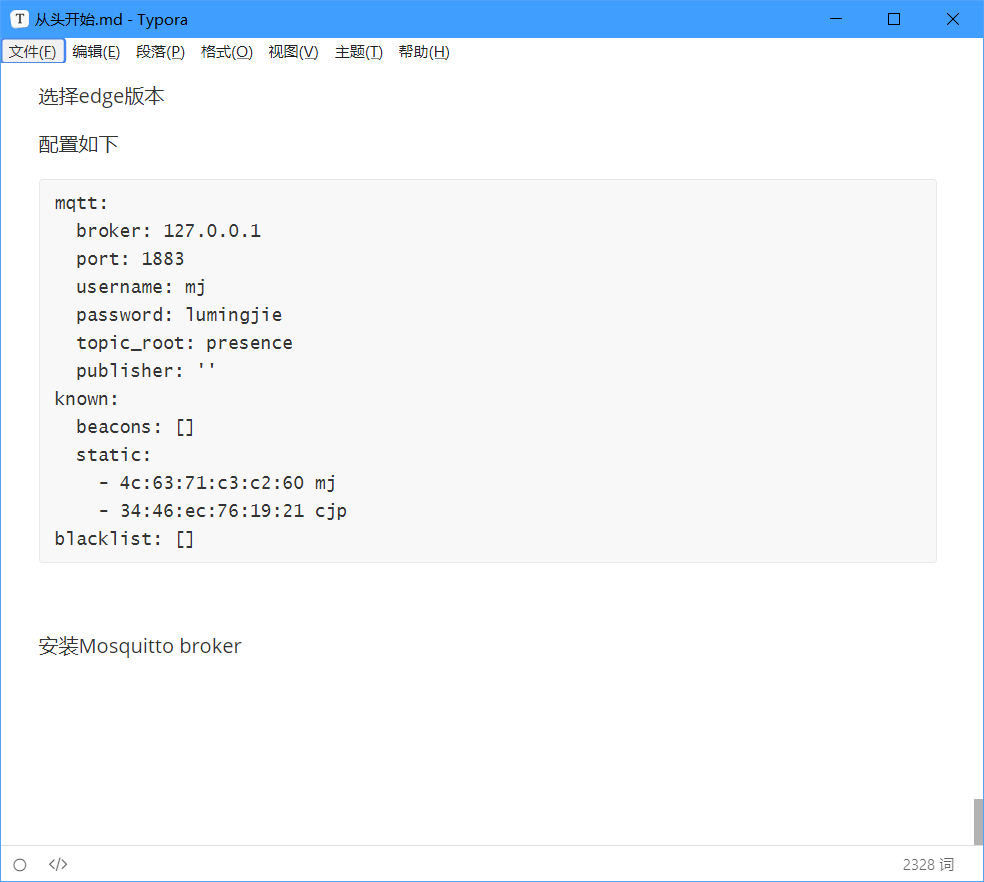 T 从头开始.md - Typora
文件(F) 编辑(E) 段落(P) 格式(O) 视图(V) 主题(T) 帮助(H)
选择edge版本
配置如下
mqtt:
  broker: 127.0.0.1
  port: 1883
  username: mj
  password: lumingjie
  topic_root: presence
  publisher: ''
known:
  beacons: []
  static:
    - 4c:63:71:c3:c2:60 mj
    - 34:46:ec:76:19:21 cjp
blacklist: []
安装Mosquitto broker
</> 2328 词